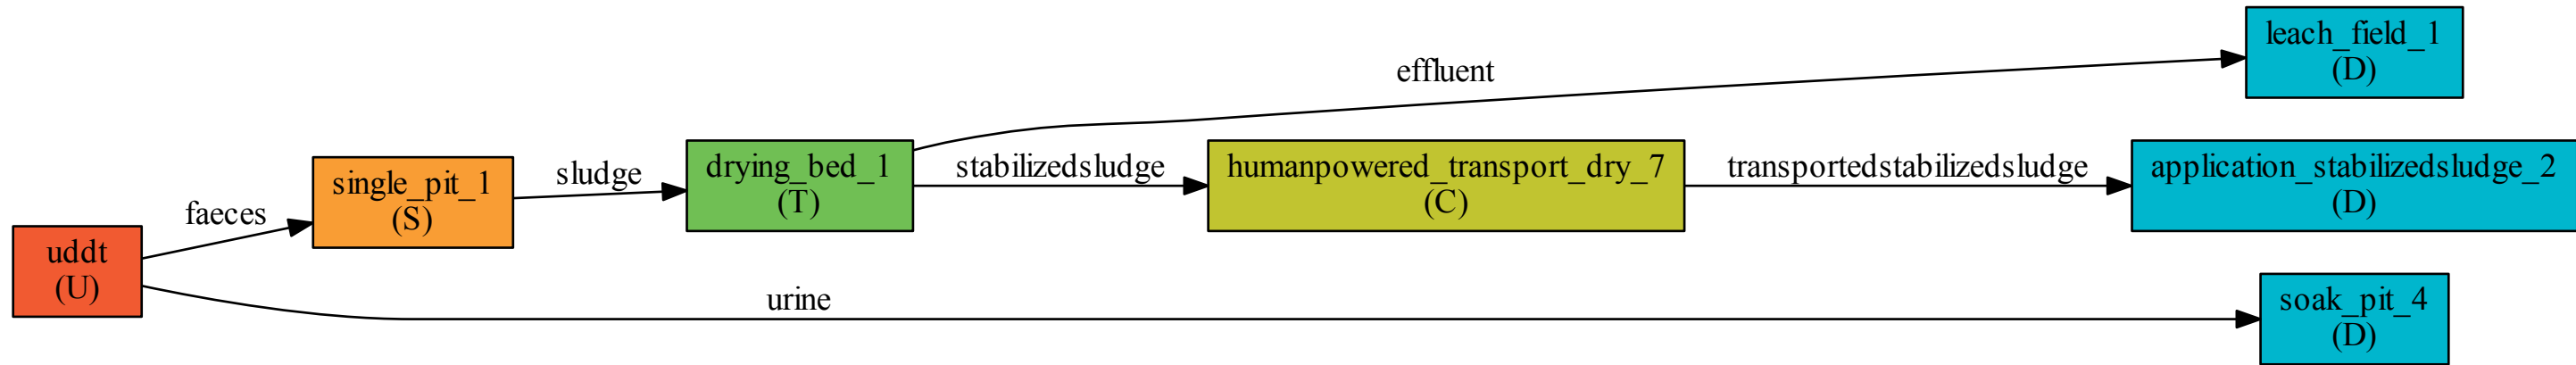 uddt
(U)
faeces
urine
single_pit_1
(S)
sludge
drying_bed_1
(T)
effluent
stabilizedsludge
humanpowered_transport_dry_7
(C)
transportedstabilizedsludge
leach_field_1
(D)
application_stabilizedsludge_2
(D)
soak_pit_4
(D)